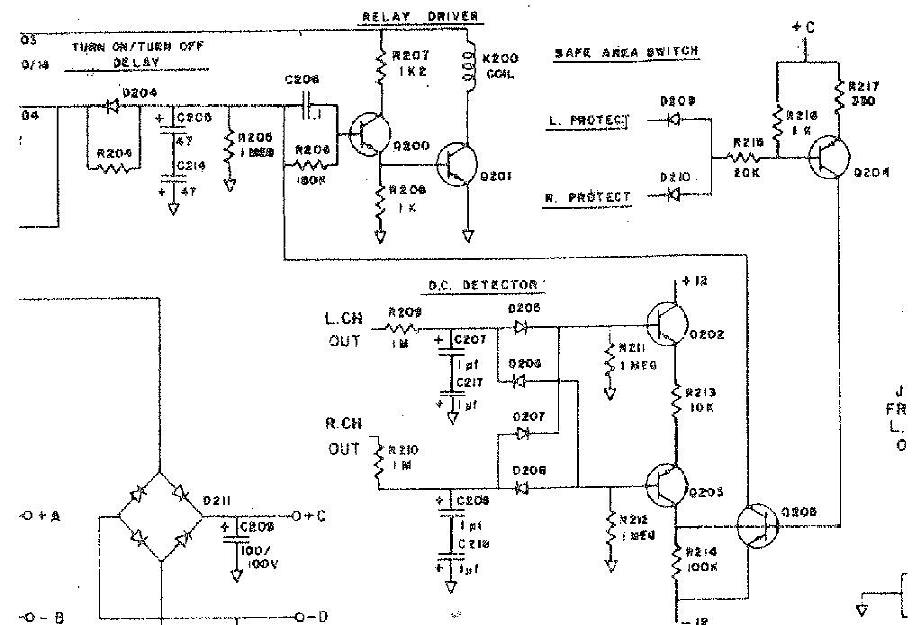 RELAY DRIVER
03
TURN ON/TURN OFF
DELAY
04
D204
R204
C205
47
C214
47
R205
1 MEG
C206
.1
R206
180K
R207
1K2
K200
COIL
Q200
Q201
R208
1K
SAFE AREA SWITCH
+C
D209
L. PROTECT
D210
R. PROTECT
R215
20K
R216
1K
R217
330
Q204
D.C. DETECTOR
L.CH
OUT
R209
1M
C207
1µf
C217
1µf
D205
D206
D207
D208
R.CH
OUT
R210
1M
C208
1µf
C218
1µf
R211
1 MEG
R212
1 MEG
+12
Q202
R213
10K
Q203
R214
100K
Q205
-12
D211
+A
+C
C209
100/
100V
-B
-D
J
FR
L.
O